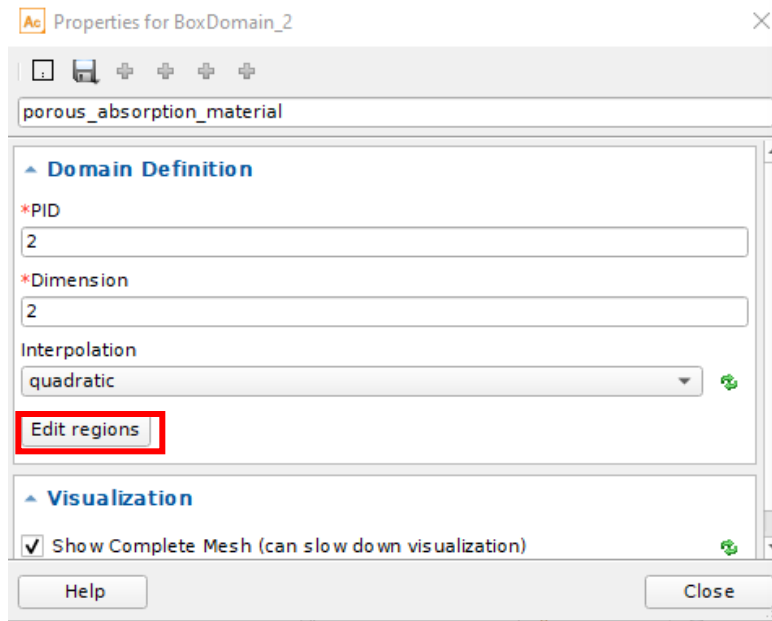 Ac Properties for BoxDomain_2
porous_absorption_material
Domain Definition
*PID
2
*Dimension
2
Interpolation
quadratic
Edit regions
Visualization
Show Complete Mesh (can slow down visualization)
Help
Close